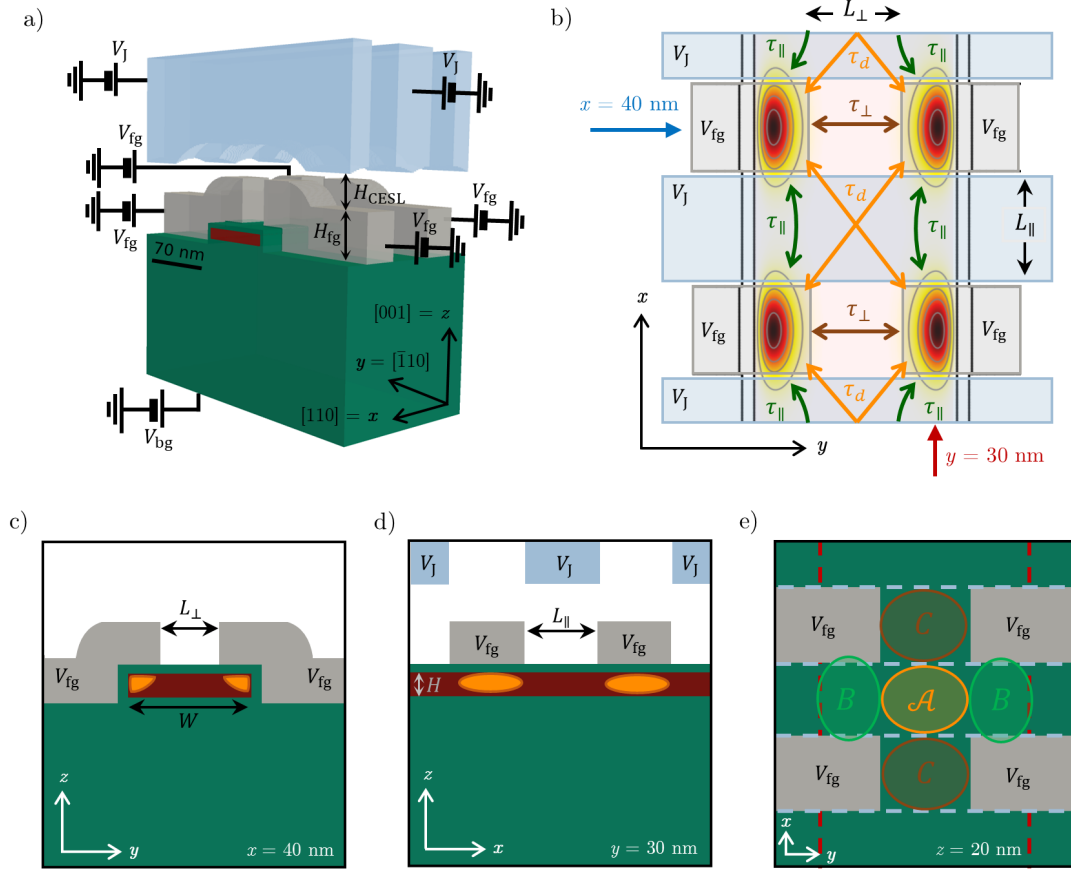 a)
V_J
V_J
V_fg
H_CESL
V_fg
V_fg
H_fg
V_fg
70 nm
[001] = z
y = [1̄10]
[110] = x
V_bg
b)
L_⊥
V_J
τ_∥
τ_d
τ_∥
x = 40 nm
V_fg
τ_⊥
V_fg
V_J
τ_∥
τ_d
τ_∥
L_∥
x
V_fg
τ_⊥
V_fg
V_J
τ_∥
τ_d
τ_∥
y
y = 30 nm
c)
L_⊥
V_fg
V_fg
W
z
y
x = 40 nm
d)
V_J
V_J
V_J
L_∥
V_fg
V_fg
H
z
x
y = 30 nm
e)
V_fg
C
V_fg
B
A
B
V_fg
C
V_fg
x
y
z = 20 nm